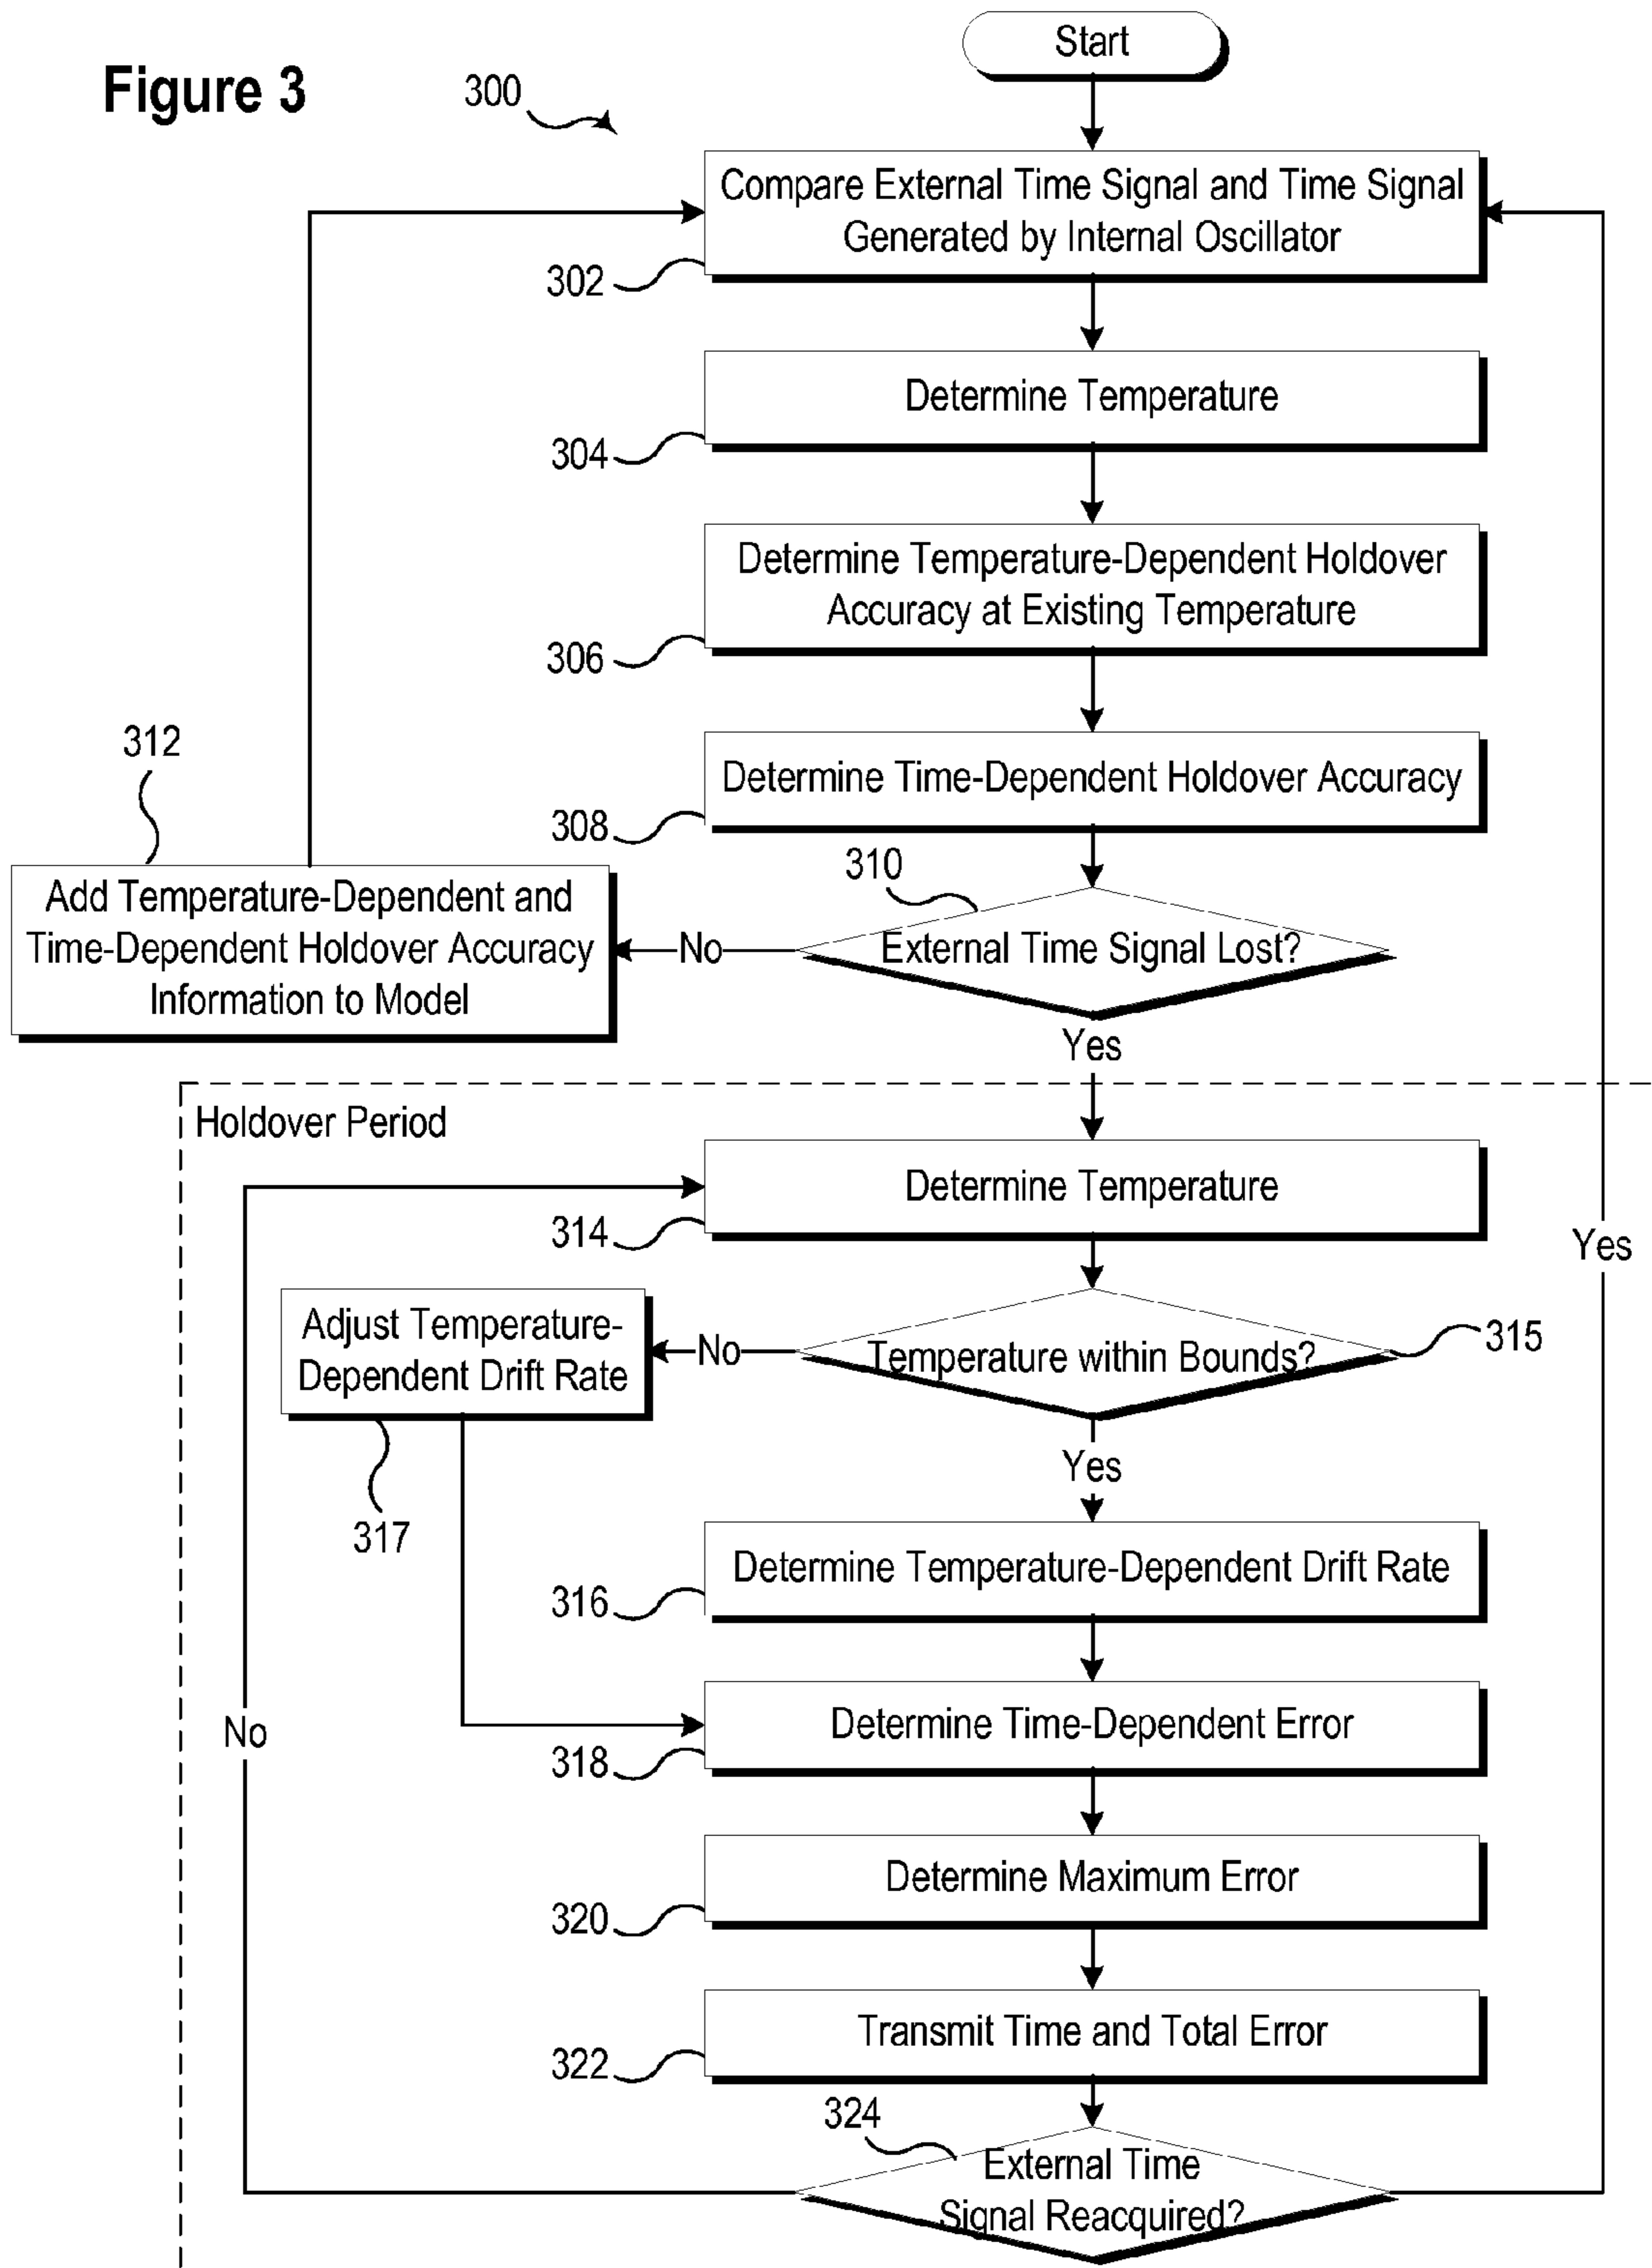 Start
Figure 3
300
Compare External Time Signal and Time Signal
Generated by Internal Oscillator
302
Determine Temperature
304
Determine Temperature-Dependent Holdover
Accuracy at Existing Temperature
306
312
Determine Time-Dependent Holdover Accuracy
308
310
Add Temperature-Dependent and
Time-Dependent Holdover Accuracy
Information to Model
No
External Time Signal Lost?
Yes
Holdover Period
Determine Temperature
314
Yes
Adjust Temperature-
Dependent Drift Rate
No
Temperature within Bounds?
315
Yes
317
Determine Temperature-Dependent Drift Rate
316
No
Determine Time-Dependent Error
318
Determine Maximum Error
320
Transmit Time and Total Error
322
324
External Time
Signal Reacquired?